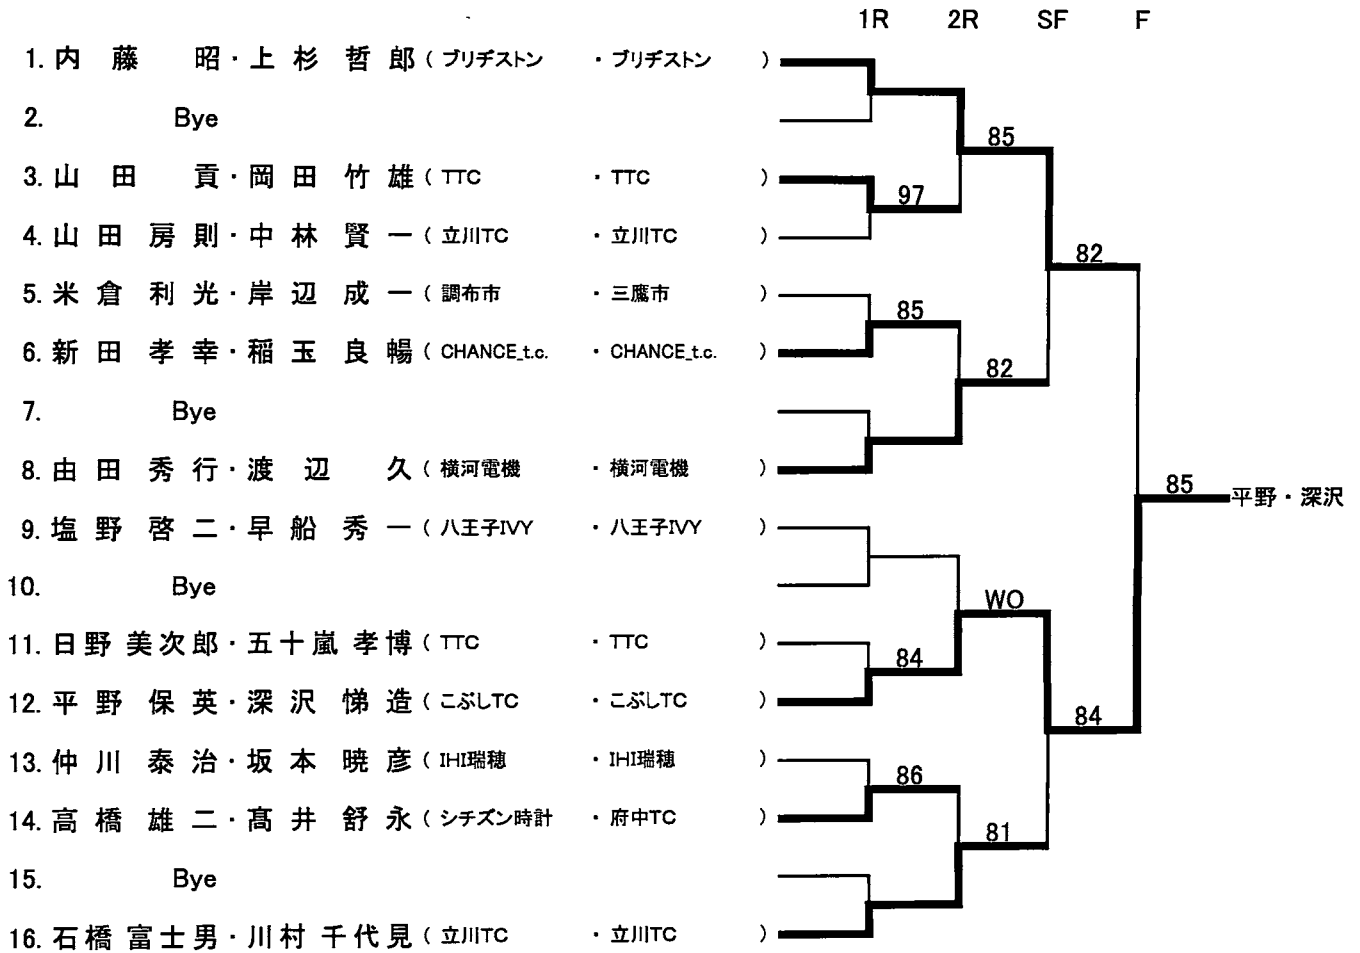 1R 2R SF F
1. 内藤 昭・上杉哲郎 ( ブリヂストン ・ブリヂストン )
2. Bye
85
3. 山田 貢・岡田竹雄 ( TTC ・TTC )
97
4. 山田房則・中林賢一 ( 立川TC ・立川TC )
82
5. 米倉利光・岸辺成一 ( 調布市 ・三鷹市 )
85
6. 新田孝幸・稲玉良暢 ( CHANCE_t.c. ・CHANCE_t.c. )
82
7. Bye
8. 由田秀行・渡辺 久 ( 横河電機 ・横河電機 )
85 平野・深沢
9. 塩野啓二・早船秀一 ( 八王子IVY ・八王子IVY )
10. Bye
WO
11. 日野美次郎・五十嵐孝博 ( TTC ・TTC )
84
12. 平野保英・深沢悌造 ( こぶしTC ・こぶしTC )
84
13. 仲川泰治・坂本暁彦 ( IHI瑞穂 ・IHI瑞穂 )
86
14. 高橋雄二・髙井舒永 ( シチズン時計 ・府中TC )
81
15. Bye
16. 石橋富士男・川村千代見 ( 立川TC ・立川TC )